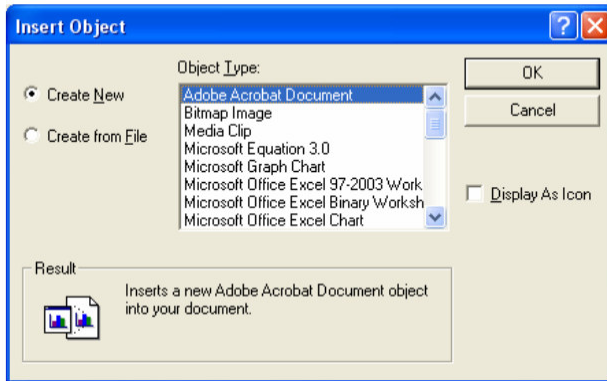 Insert Object
Object Type:
Create New
Create from File
Adobe Acrobat Document
Bitmap Image
Media Clip
Microsoft Equation 3.0
Microsoft Graph Chart
Microsoft Office Excel 97-2003 Work
Microsoft Office Excel Binary Worksh
Microsoft Office Excel Chart
OK
Cancel
Display As Icon
Result
Inserts a new Adobe Acrobat Document object
into your document.